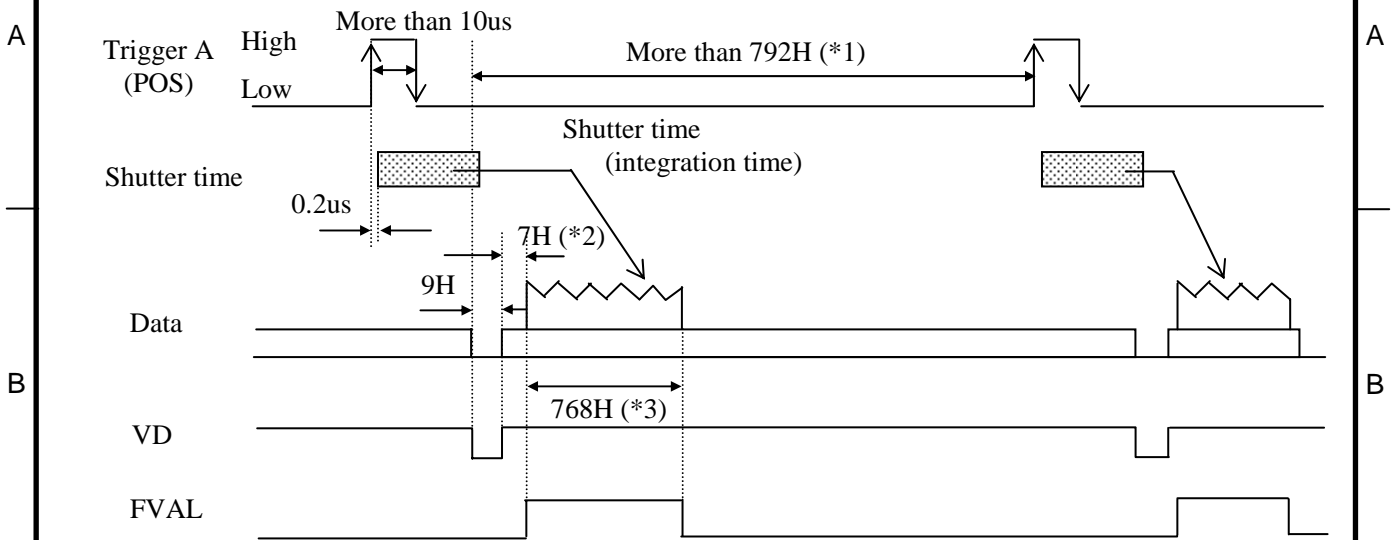 A
A
More than 10us
Trigger A
(POS)
High
Low
More than 792H (*1)
Shutter time
(integration time)
Shutter time
0.2us
7H (*2)
9H
Data
B
B
768H (*3)
VD
FVAL